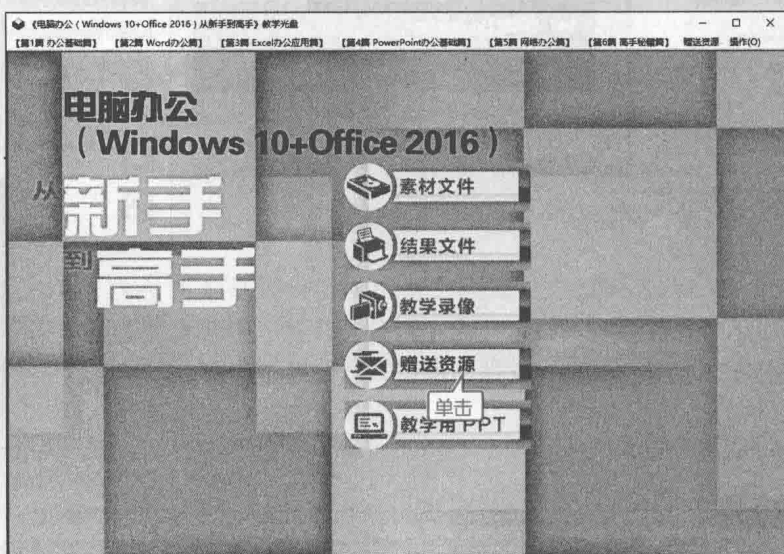 《电脑办公（Windows 10+Office 2016）从新手到高手》教学光盘
【第1篇 办公基础篇】 【第2篇 Word办公篇】 【第3篇 Excel办公应用篇】 【第4篇 PowerPoint办公基础篇】 【第5篇 网络办公篇】 【第6篇 高手秘籍篇】 赠送资源 操作(O)
电脑办公
（Windows 10+Office 2016）
从
新手
到
高手
素材文件
结果文件
教学录像
赠送资源
单击
教学用 PPT